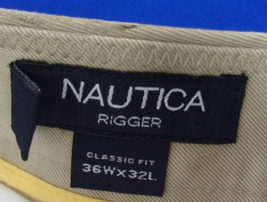 NAUTICA
RIGGER
CLASSIC FIT
36WX32L